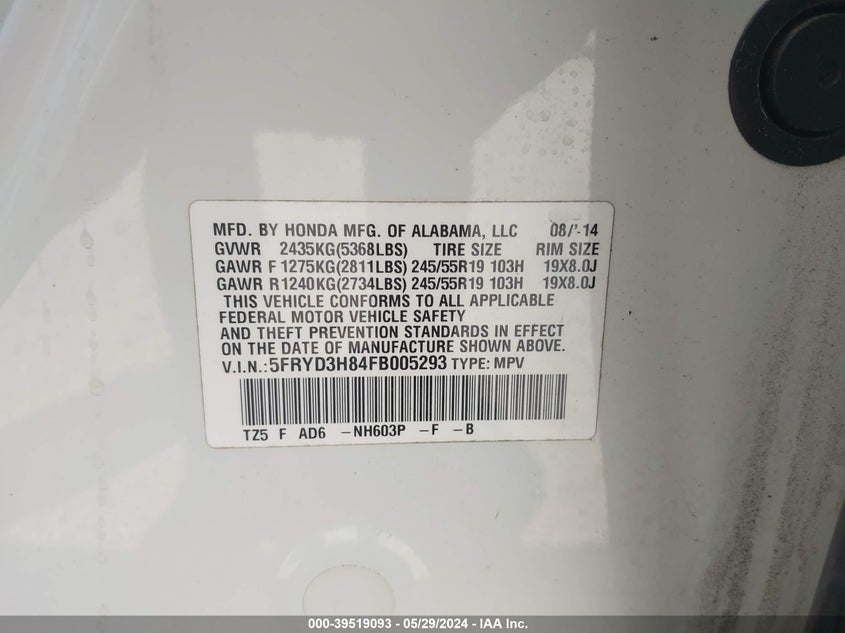 MFD. BY HONDA MFG. OF ALABAMA, LLC 08/'14
GVWR 2435KG(5368LBS) TIRE SIZE RIM SIZE
GAWR F 1275KG(2811LBS) 245/55R19 103H 19X8.0J
GAWR R 1240KG(2734LBS) 245/55R19 103H 19X8.0J
THIS VEHICLE CONFORMS TO ALL APPLICABLE
FEDERAL MOTOR VEHICLE SAFETY
AND THEFT PREVENTION STANDARDS IN EFFECT
ON THE DATE OF MANUFACTURE SHOWN ABOVE.
V.I.N.: 5FRYD3H84FB005293 TYPE: MPV
TZ5 F AD6 –NH603P –F –B
000-39519093 - 05/29/2024 - IAA Inc.